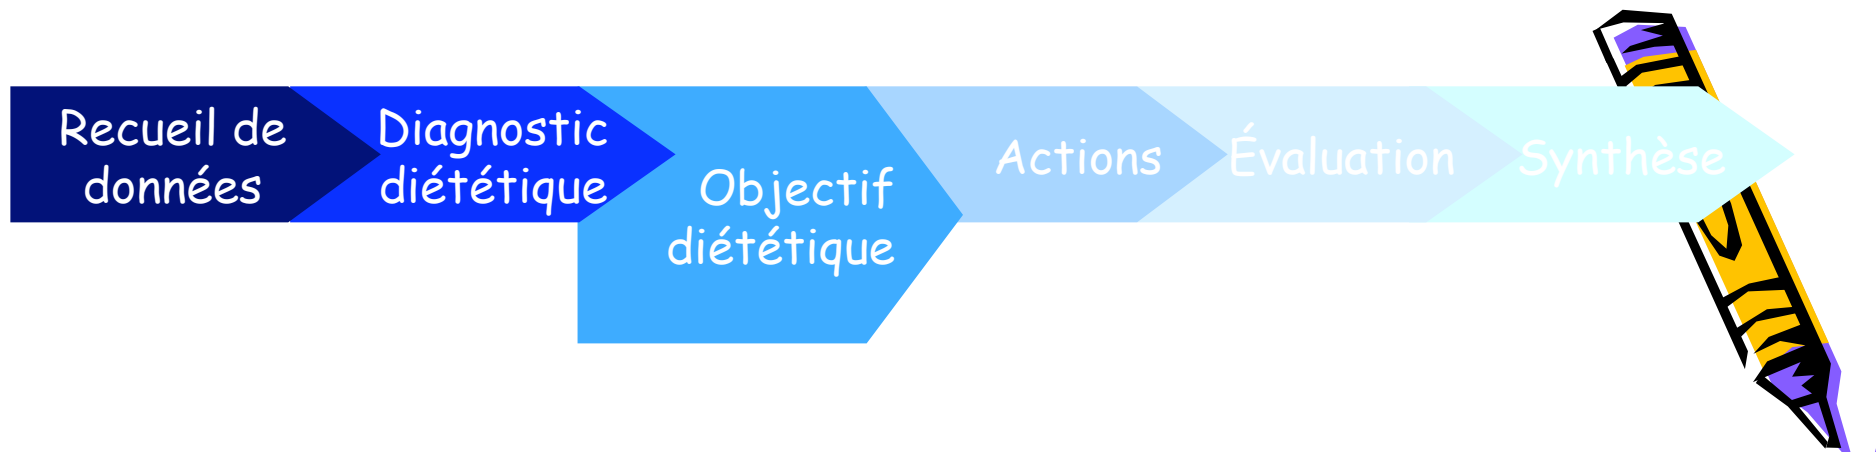 Recueil de
données
Diagnostic
diététique
Objectif
diététique
Actions
Évaluation
Synthèse